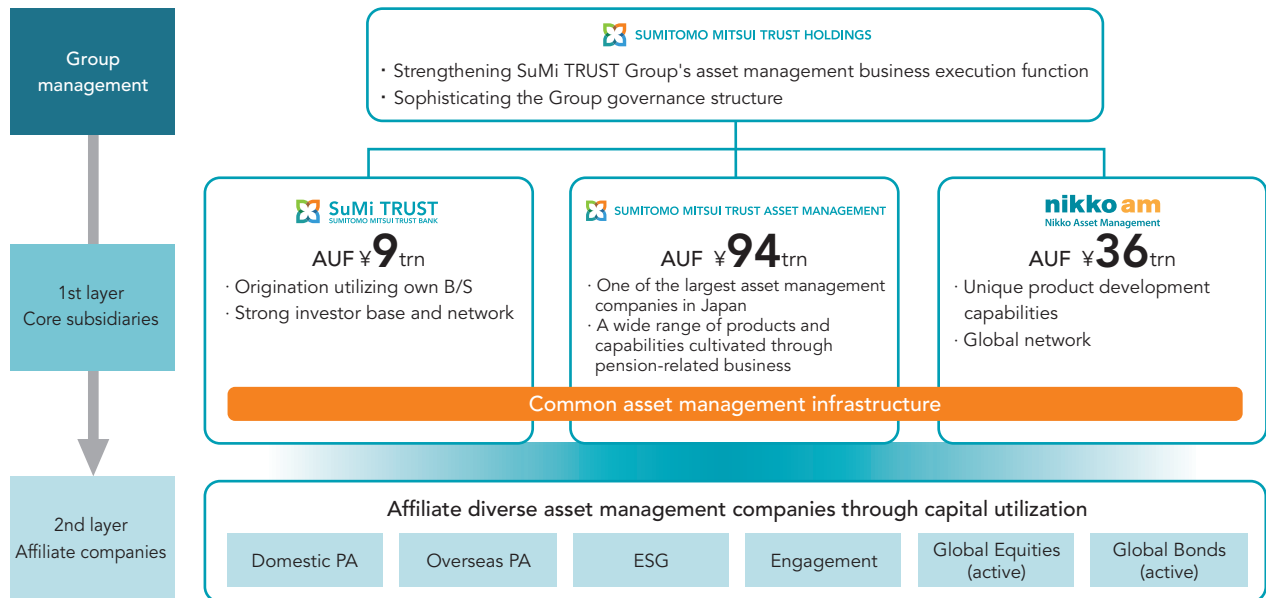 Group
management
SUMITOMO MITSUI TRUST HOLDINGS
・Strengthening SuMi TRUST Group's asset management business execution function
・Sophisticating the Group governance structure
1st layer
Core subsidiaries
SuMi TRUST
SUMITOMO MITSUI TRUST BANK
AUF ¥9trn
· Origination utilizing own B/S
· Strong investor base and network
SUMITOMO MITSUI TRUST ASSET MANAGEMENT
AUF ¥94trn
· One of the largest asset management
companies in Japan
· A wide range of products and
capabilities cultivated through
pension-related business
nikko am
Nikko Asset Management
AUF ¥36trn
· Unique product development
capabilities
· Global network
Common asset management infrastructure
2nd layer
Affiliate companies
Affiliate diverse asset management companies through capital utilization
Domestic PA
Overseas PA
ESG
Engagement
Global Equities
(active)
Global Bonds
(active)